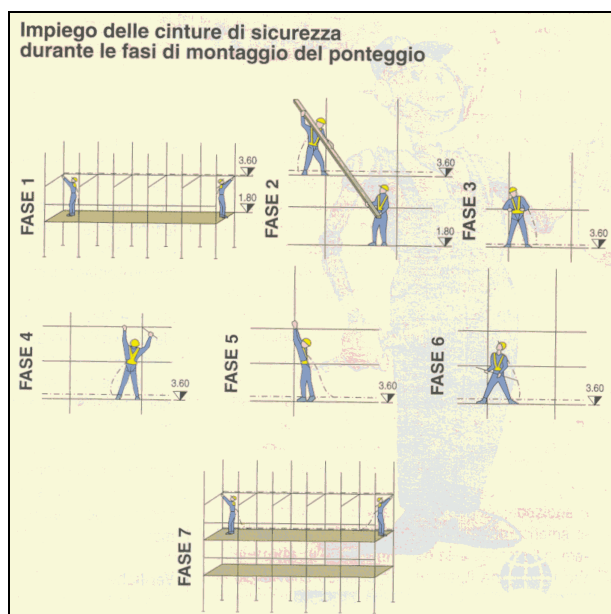 Impiego delle cinture di sicurezza
durante le fasi di montaggio del ponteggio
FASE 1
3.60
1.80
FASE 2
3.60
1.80
FASE 3
3.60
FASE 4
3.60
FASE 5
3.60
FASE 6
3.60
FASE 7